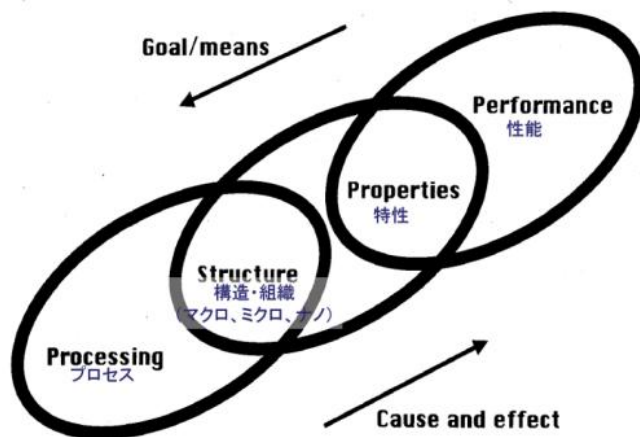 Goal/means
Performance
性能
Properties
特性
Structure
構造・組織
(マクロ、ミクロ、ナノ)
Processing
プロセス
Cause and effect